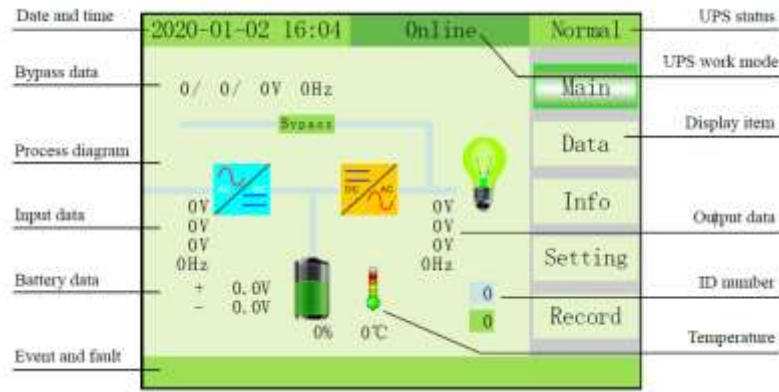 Date and time
2020-01-02 16:04
Online
Normal
UPS status
UPS work mode
Bypass data
0/ 0/ 0V 0Hz
Main
Bypass
Display item
Data
Process diagram
AC
DC
DC
AC
Input data
0V
0V
0V
0Hz
0V
0V
0V
0Hz
Info
Output data
Setting
Battery data
+ 0.0V
- 0.0V
0%
0℃
0
0
ID number
Record
Temperature
Event and fault